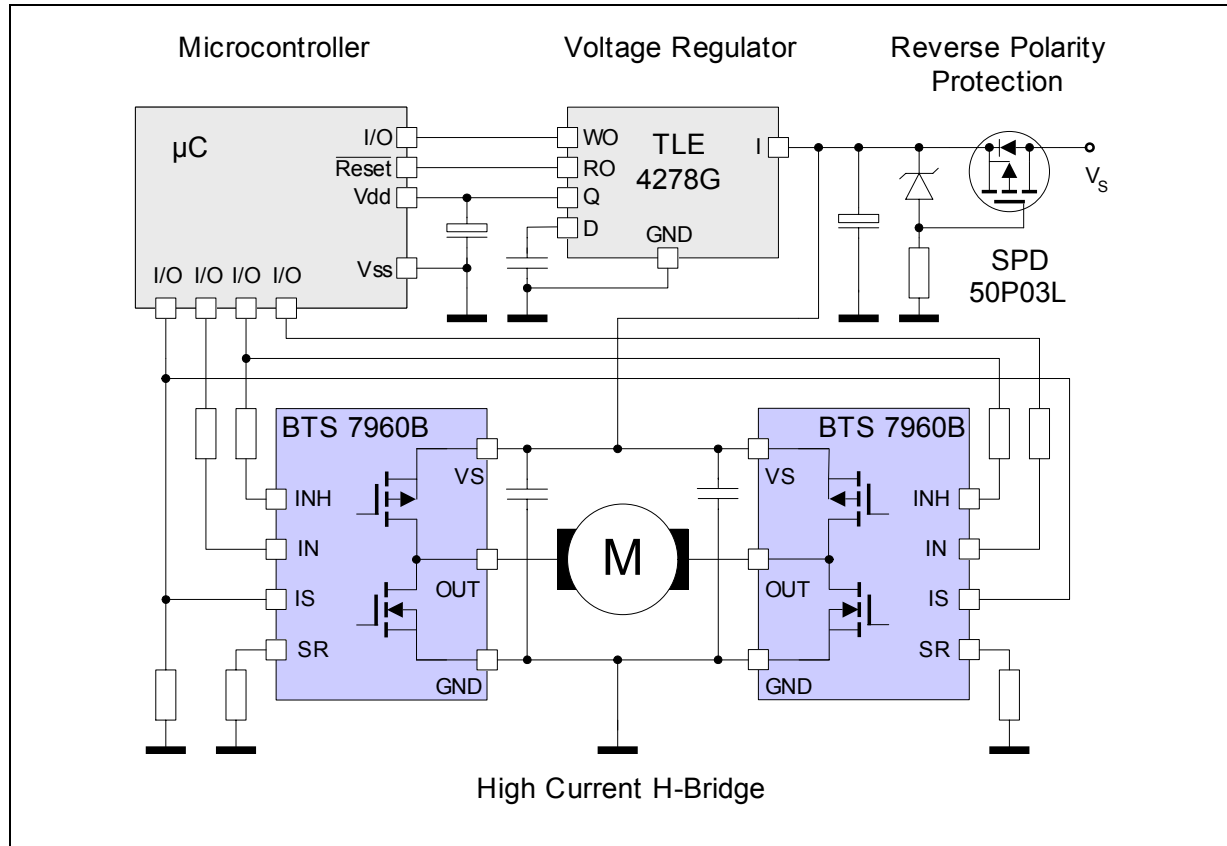 Microcontroller
Voltage Regulator
Reverse Polarity
Protection
µC
I/O
Reset
Vdd
Vss
I/O I/O I/O I/O
WO
RO
Q
D
TLE
4278G
I
GND
V_S
SPD
50P03L
BTS 7960B
VS
INH
IN
OUT
IS
SR
GND
M
BTS 7960B
VS
INH
IN
OUT
IS
SR
GND
High Current H-Bridge